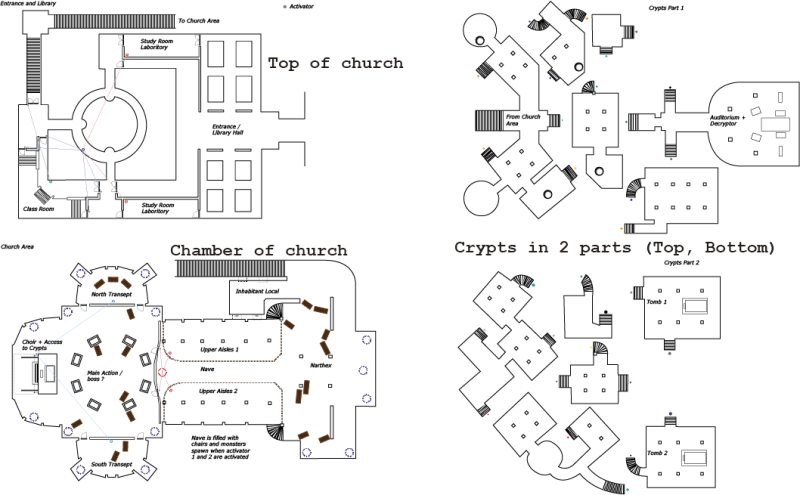 Entrance and Library
To Church Area
Activator
Study Room
Laboritory
Top of church
Entrance /
Library Hall
Class Room
Study Room
Laboritory
Crypts Part 1
From Church
Area
Auditorium +
Decryptor
Church Area
Chamber of church
North Transept
Inhabitant Local
Choir + Access
to Crypts
Main Action /
boss ?
Upper Aisles 1
Nave
Narthex
Upper Aisles 2
Nave is filled with
chairs and monsters
spawn when activator
1 and 2 are activated
South Transept
Crypts in 2 parts (Top, Bottom)
Crypts Part 2
Tomb 1
Tomb 2